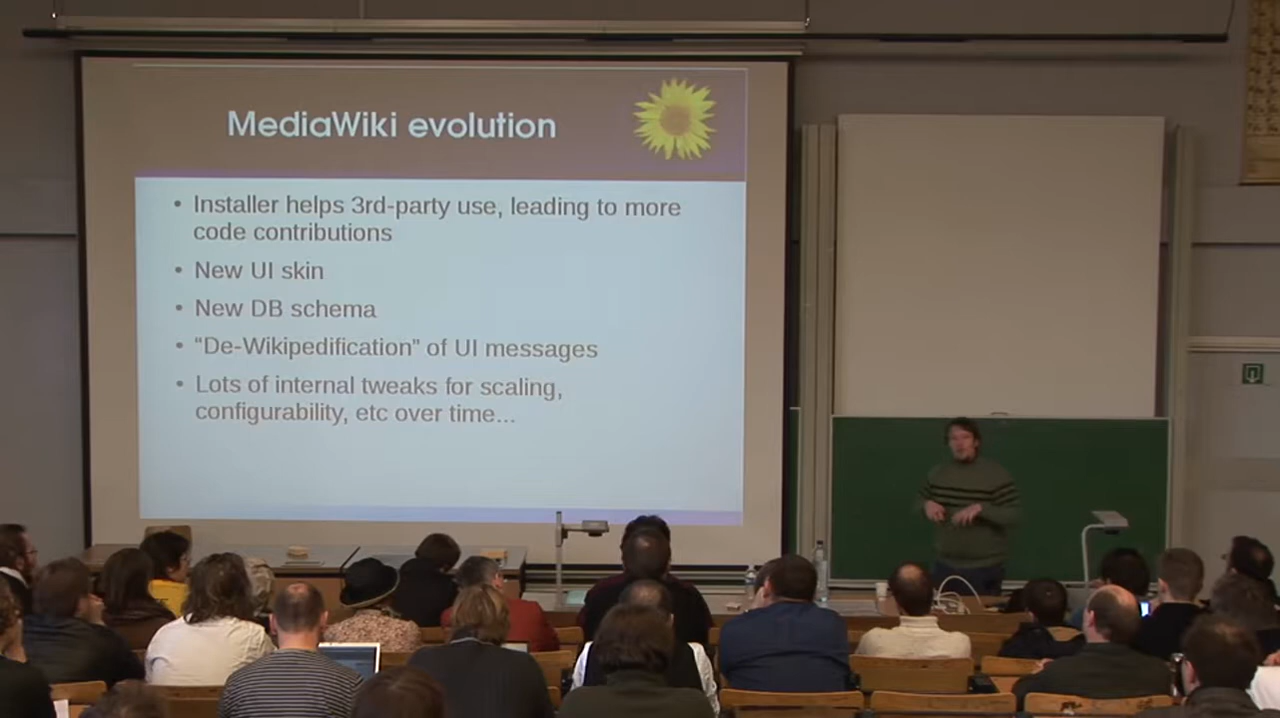 MediaWiki evolution
• Installer helps 3rd-party use, leading to more
code contributions
• New UI skin
• New DB schema
• “De-Wikipedification” of UI messages
• Lots of internal tweaks for scaling,
configurability, etc over time...